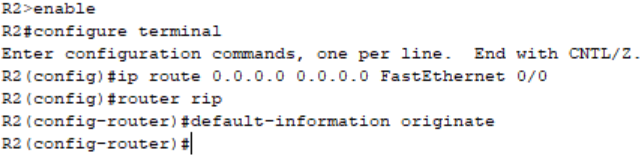 R2>enable
R2#configure terminal
Enter configuration commands, one per line.  End with CNTL/Z.
R2(config)#ip route 0.0.0.0 0.0.0.0 FastEthernet 0/0
R2(config)#router rip
R2(config-router)#default-information originate
R2(config-router)#